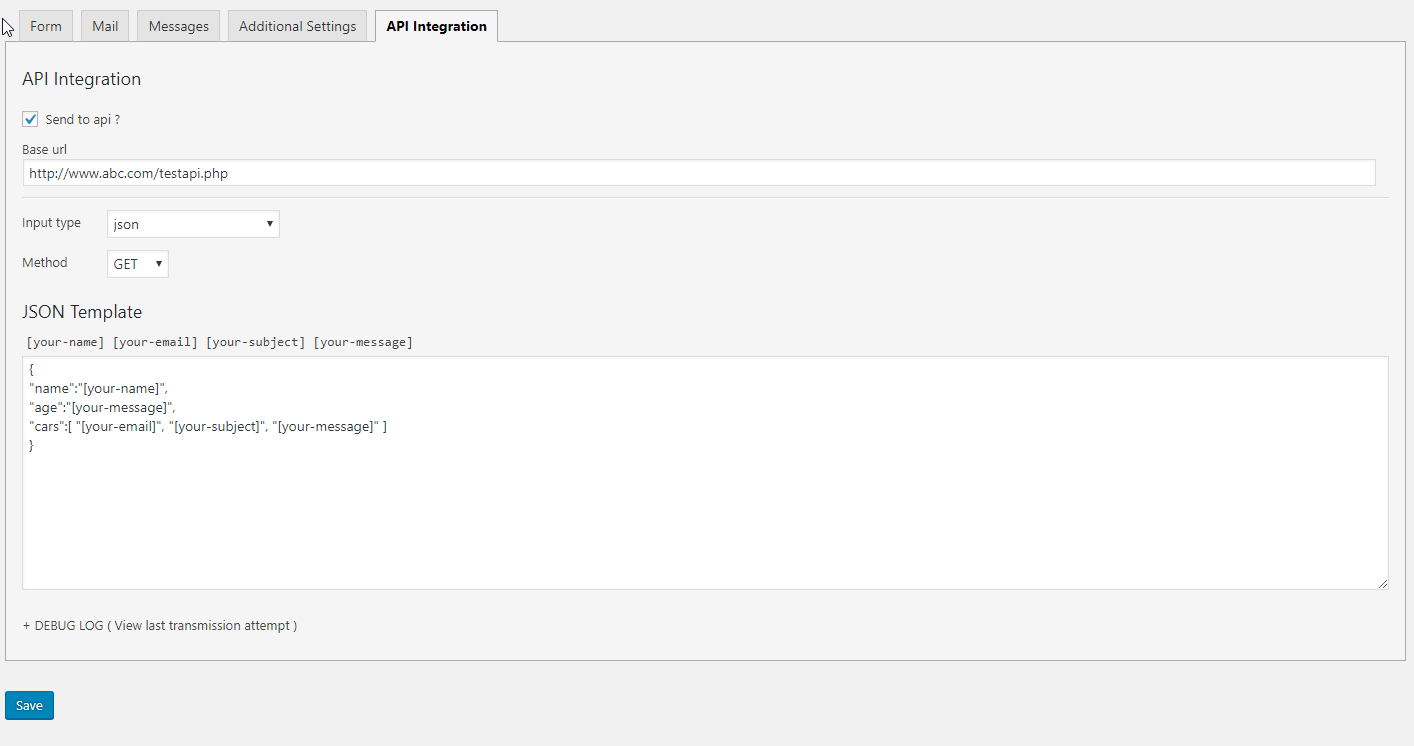 Form Mail Messages Additional Settings API Integration
API Integration
Send to api ?
Base url
http://www.abc.com/testapi.php
Input type json
Method GET
JSON Template
[your-name] [your-email] [your-subject] [your-message]
{
"name":"[your-name]",
"age":"[your-message]",
"cars":[ "[your-email]", "[your-subject]", "[your-message]" ]
}
+ DEBUG LOG ( View last transmission attempt )
Save